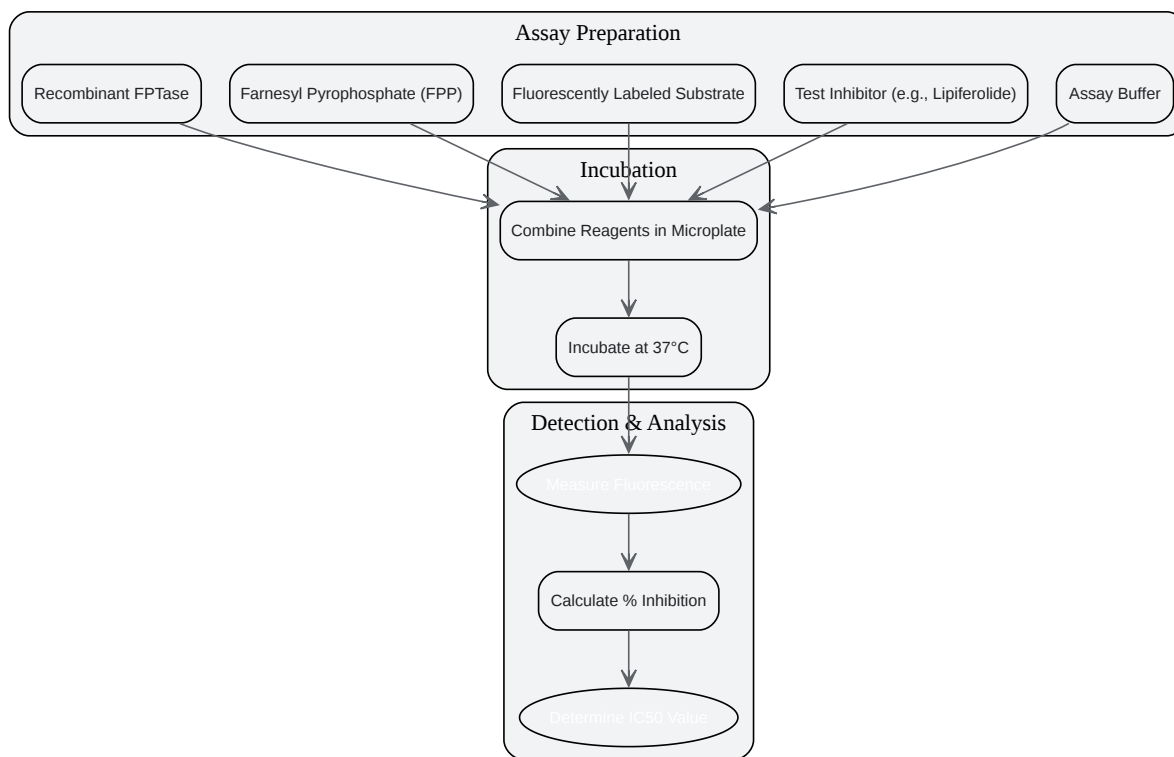 Assay Preparation
Recombinant FPTase
Farnesyl Pyrophosphate (FPP)
Fluorescently Labeled Substrate
Test Inhibitor (e.g., Lipiferolide)
Assay Buffer
Incubation
Combine Reagents in Microplate
Incubate at 37°C
Detection & Analysis
Measure Fluorescence
Calculate % Inhibition
Determine IC50 Value